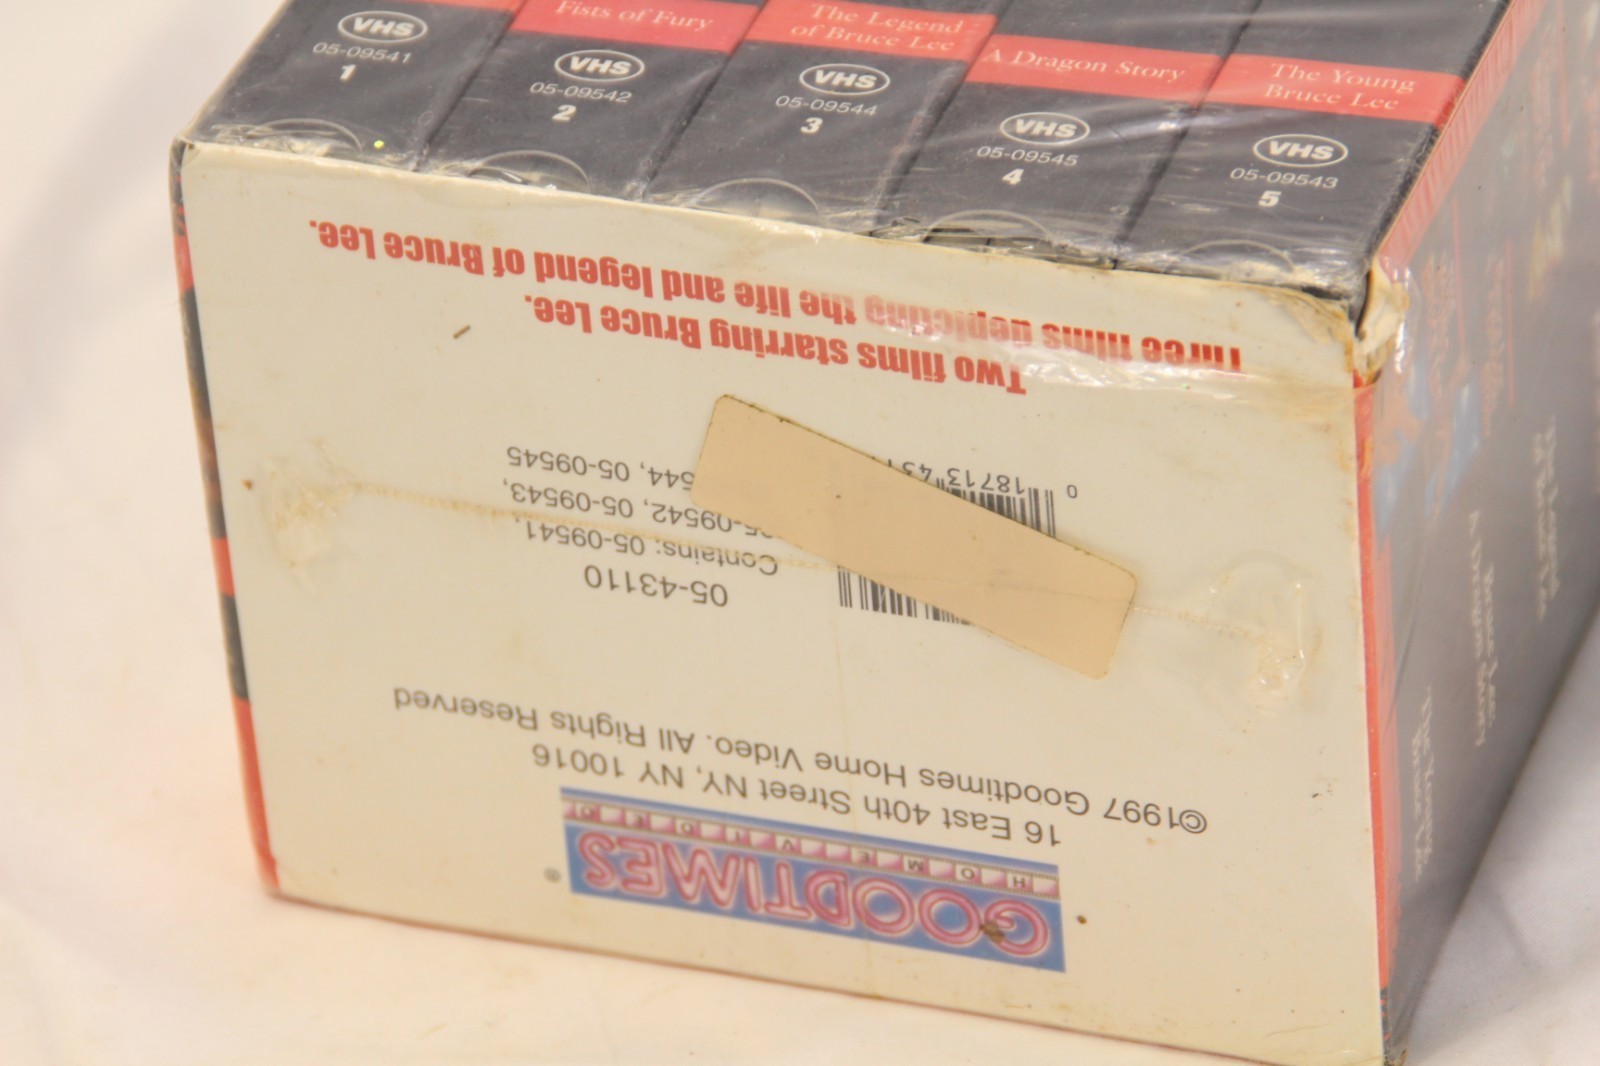 VHS
05-09541
1
Fists of Fury
VHS
05-09542
2
The Legend
of Bruce Lee
VHS
05-09544
3
A Dragon Story
VHS
05-09545
4
The Young
Bruce Lee
VHS
05-09543
5
GOODTIMES®
HOME VIDEO
16 East 40th Street NY, NY 10016
©1997 Goodtimes Home Video. All Rights Reserved
05-43110
Contains: 05-09541,
05-09542, 05-09543,
544, 05-09545
0
18713 431
Two films starring Bruce Lee.
Three films depicting the life and legend of Bruce Lee.